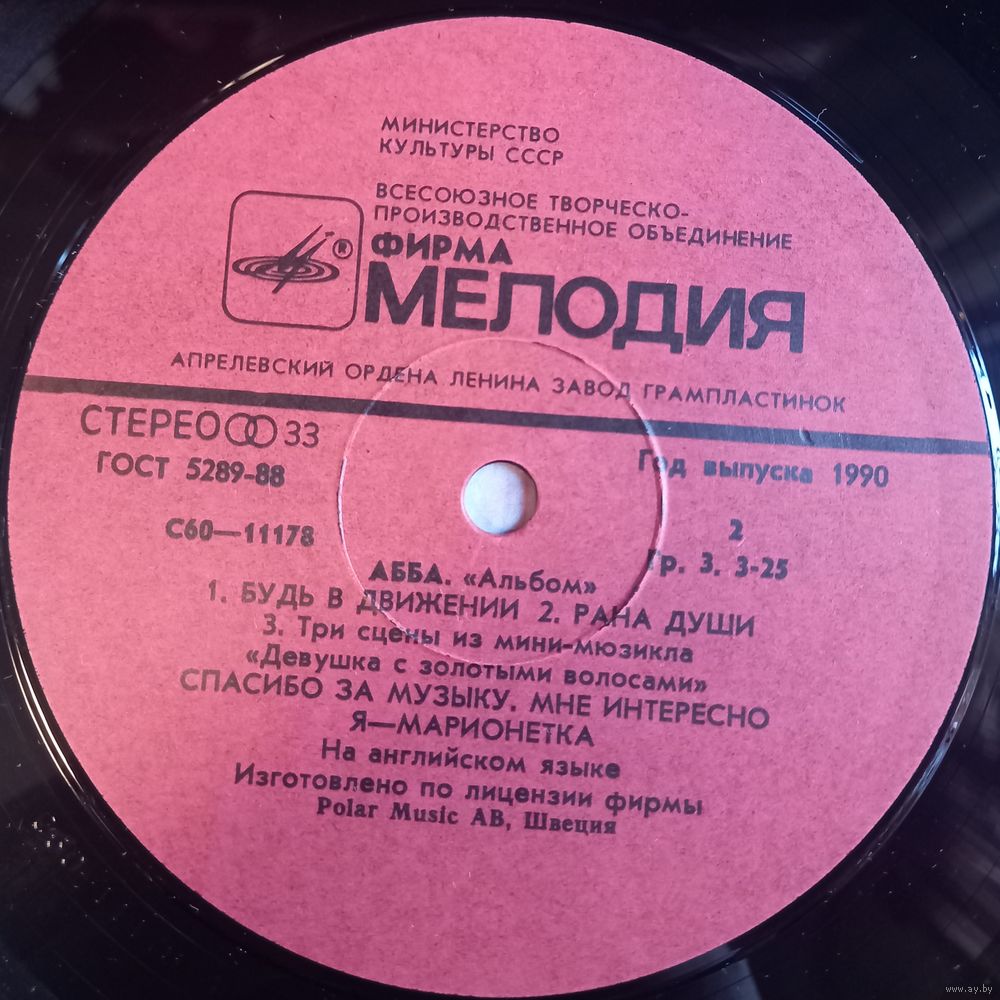 МИНИСТЕРСТВО
КУЛЬТУРЫ СССР
ВСЕСОЮЗНОЕ ТВОРЧЕСКО-
ПРОИЗВОДСТВЕННОЕ ОБЪЕДИНЕНИЕ
®
ФИРМА
МЕЛОДИЯ
АПРЕЛЕВСКИЙ ОРДЕНА ЛЕНИНА ЗАВОД ГРАМПЛАСТИНОК
СТЕРЕО 33
ГОСТ 5289-88
Год выпуска 1990
С60—11178
2
Гр. 3. 3-25
АББА. «Альбом»
1. БУДЬ В ДВИЖЕНИИ 2. РАНА ДУШИ
3. Три сцены из мини-мюзикла
«Девушка с золотыми волосами»
СПАСИБО ЗА МУЗЫКУ. МНЕ ИНТЕРЕСНО
Я—МАРИОНЕТКА
На английском языке
Изготовлено по лицензии фирмы
Polar Music AB, Швеция
www.ay.by